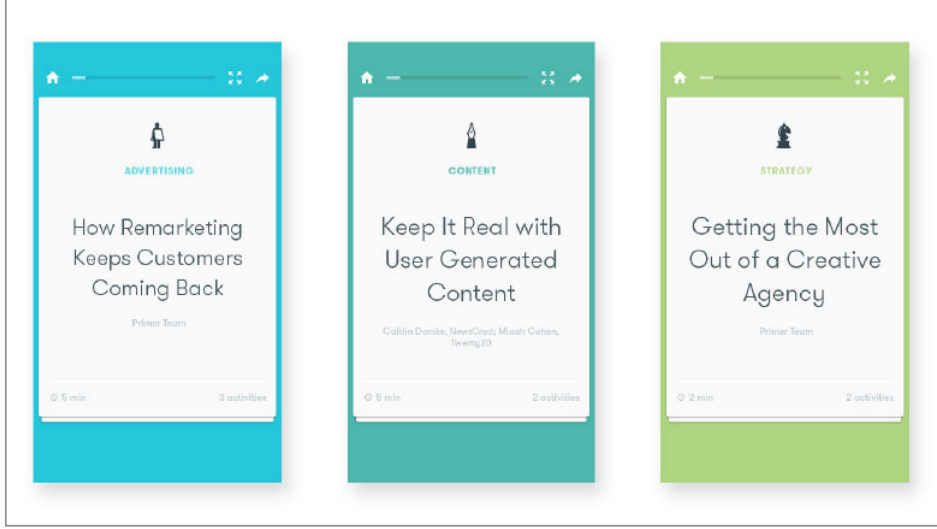 ADVERTISING
How Remarketing
Keeps Customers
Coming Back
Primer Team
5 min
3 activities
CONTENT
Keep It Real with
User Generated
Content
Caitlin Domke, NewsCred; Micah Cohen,
Twenty20
5 min
2 activities
STRATEGY
Getting the Most
Out of a Creative
Agency
Primer Team
2 min
2 activities